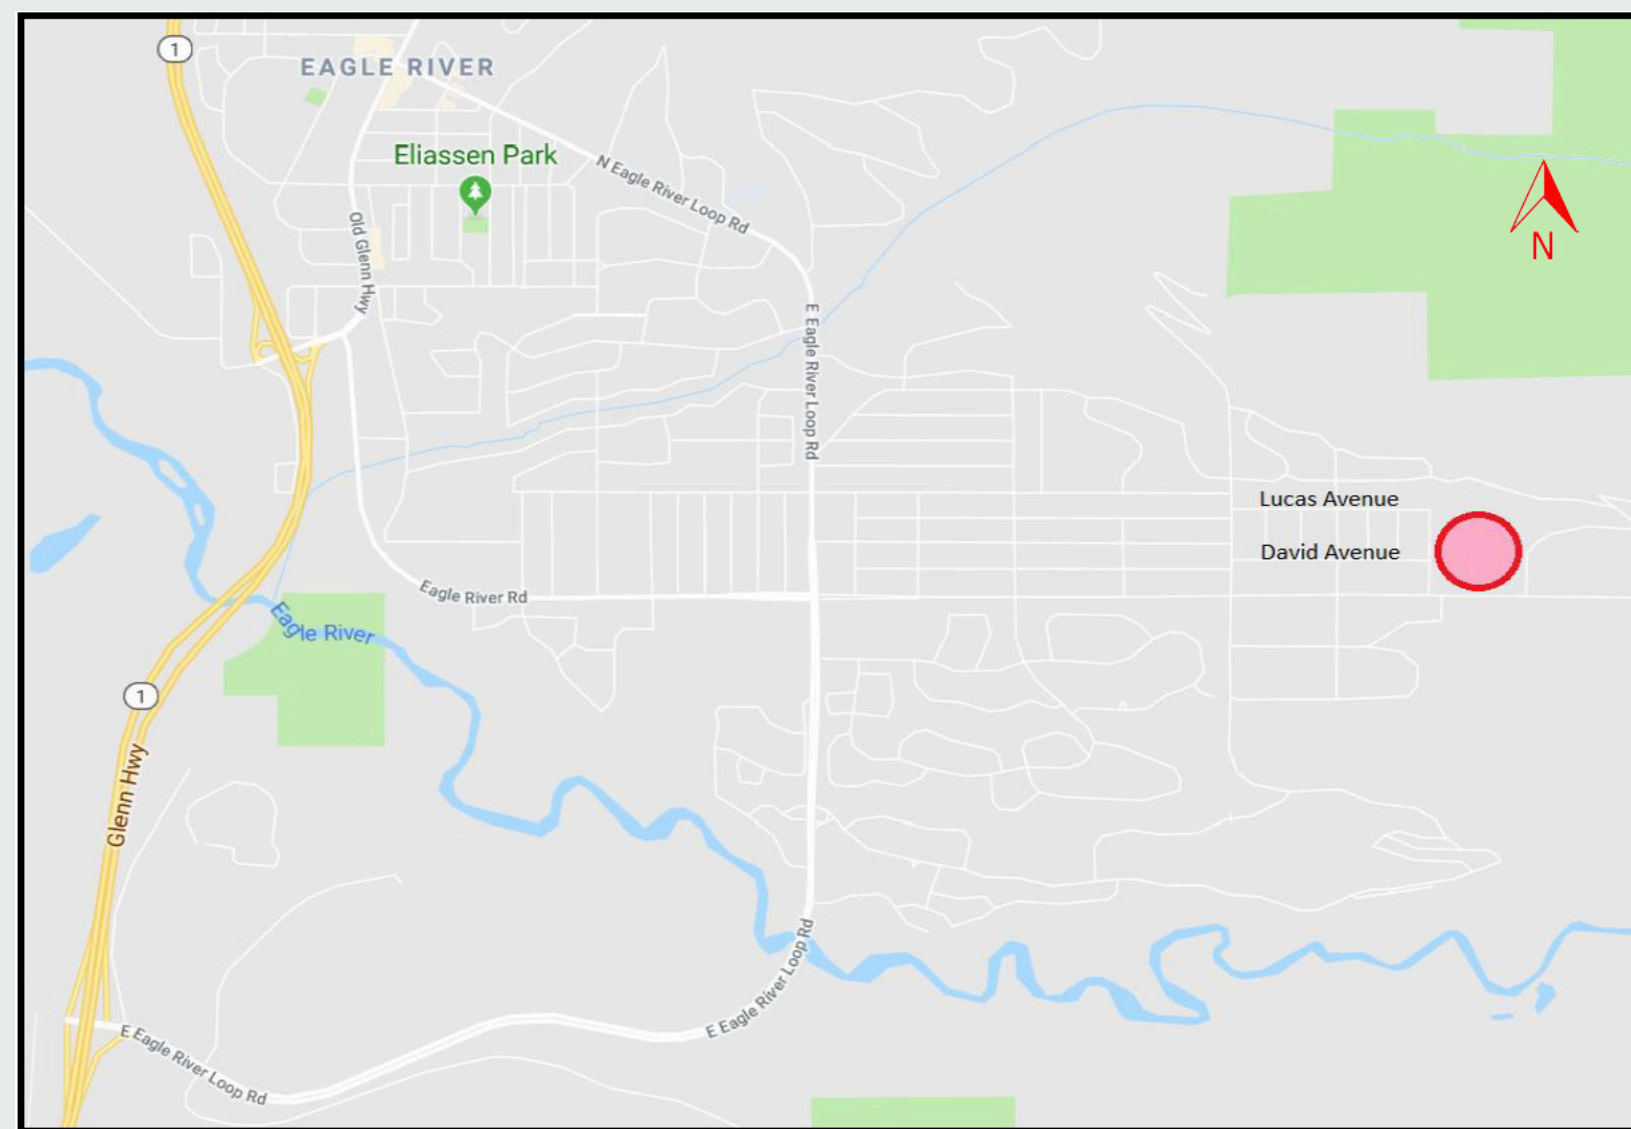 1
EAGLE RIVER
Eliassen Park
N Eagle River Loop Rd
Old Glenn Hwy
N
E Eagle River Loop Rd
Lucas Avenue
David Avenue
Eagle River Rd
Eagle River
1
Glenn Hwy
E Eagle River Loop Rd
E Eagle River Loop Rd